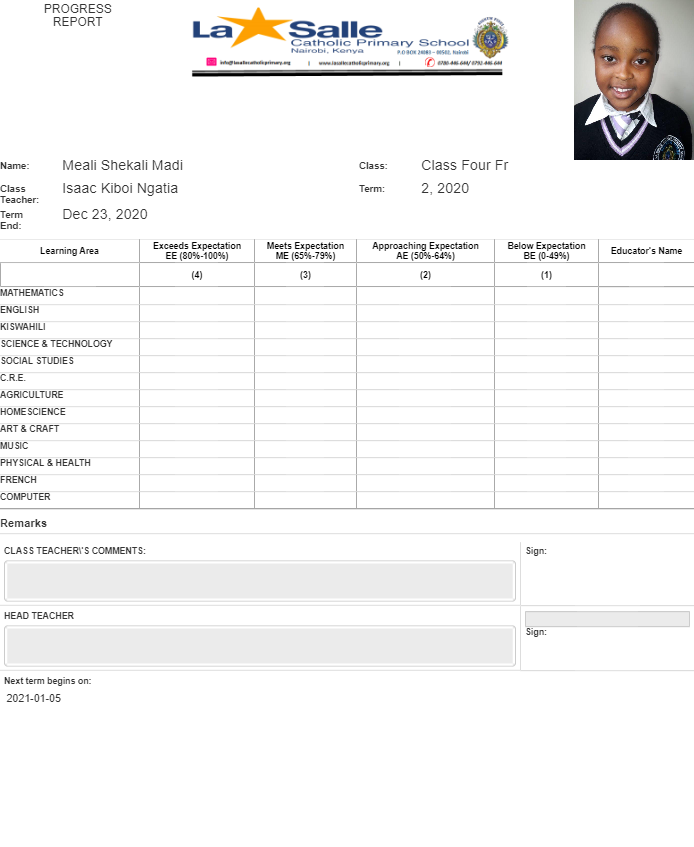 PROGRESS
REPORT
La Salle
Catholic Primary School
Nairobi, Kenya
P.O BOX 24083 – 00502, Nairobi
info@lasallecatholicprimary.org | www.lasallecatholicprimary.org | 0780-446-644/ 0792-446-644
Name: Meali Shekali Madi Class: Class Four Fr
Class Teacher: Isaac Kiboi Ngatia Term: 2, 2020
Term End: Dec 23, 2020
Learning Area Exceeds Expectation EE (80%-100%) Meets Expectation ME (65%-79%) Approaching Expectation AE (50%-64%) Below Expectation BE (0-49%) Educator's Name
(4) (3) (2) (1)
MATHEMATICS
ENGLISH
KISWAHILI
SCIENCE & TECHNOLOGY
SOCIAL STUDIES
C.R.E.
AGRICULTURE
HOMESCIENCE
ART & CRAFT
MUSIC
PHYSICAL & HEALTH
FRENCH
COMPUTER
Remarks
CLASS TEACHER\'S COMMENTS: Sign:
HEAD TEACHER
Sign:
Next term begins on:
2021-01-05